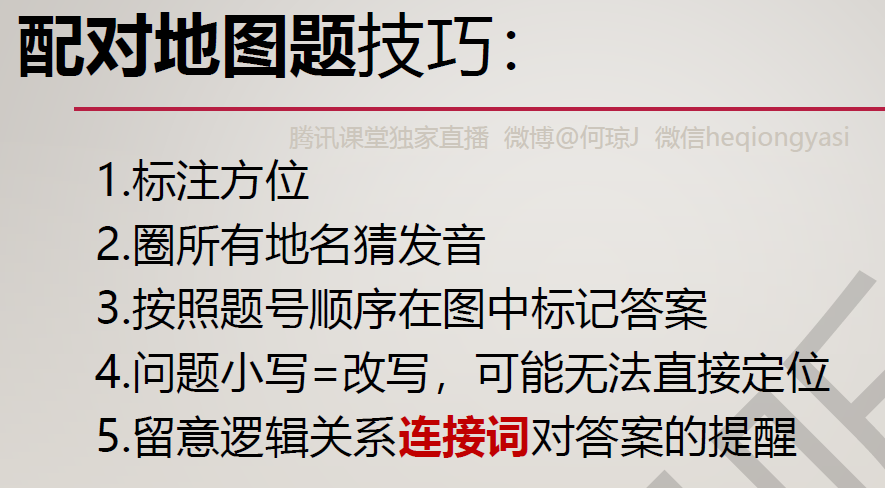 配对地图题技巧：
腾讯课堂独家直播 微博@何琼J 微信heqiongyasi
1.标注方位
2.圈所有地名猜发音
3.按照题号顺序在图中标记答案
4.问题小写=改写，可能无法直接定位
5.留意逻辑关系连接词对答案的提醒